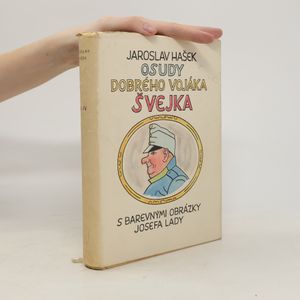 JAROSLAV HAŠEK
OSUDY
DOBRÉHO VOJÁKA
ŠVEJKA
S BAREVNÝMI OBRÁZKY
JOSEFA LADY